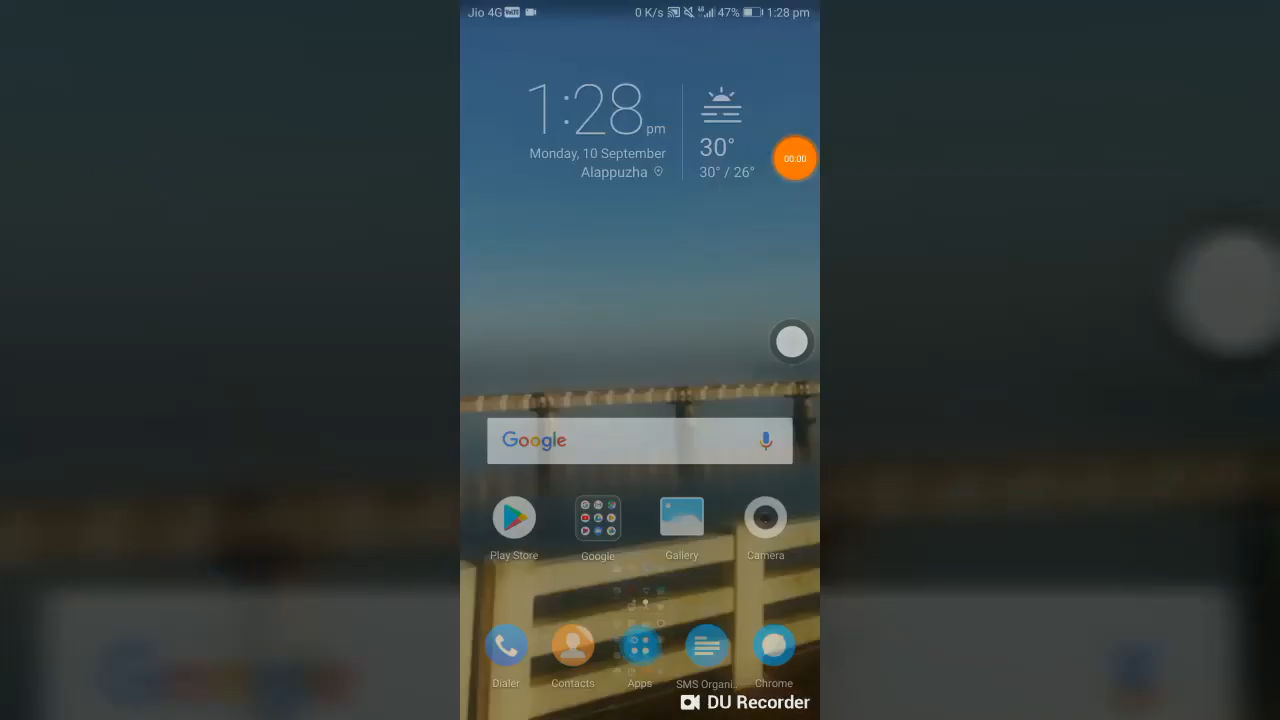 Jio 4G VoLTE
0 K/s 47% 1:28 pm
1:28 pm
Monday, 10 September
Alappuzha
30°
30° / 26°
00:00
Google
Play Store
Google
Gallery
Camera
Dialer
Contacts
Apps
SMS Organi..
Chrome
DU Recorder